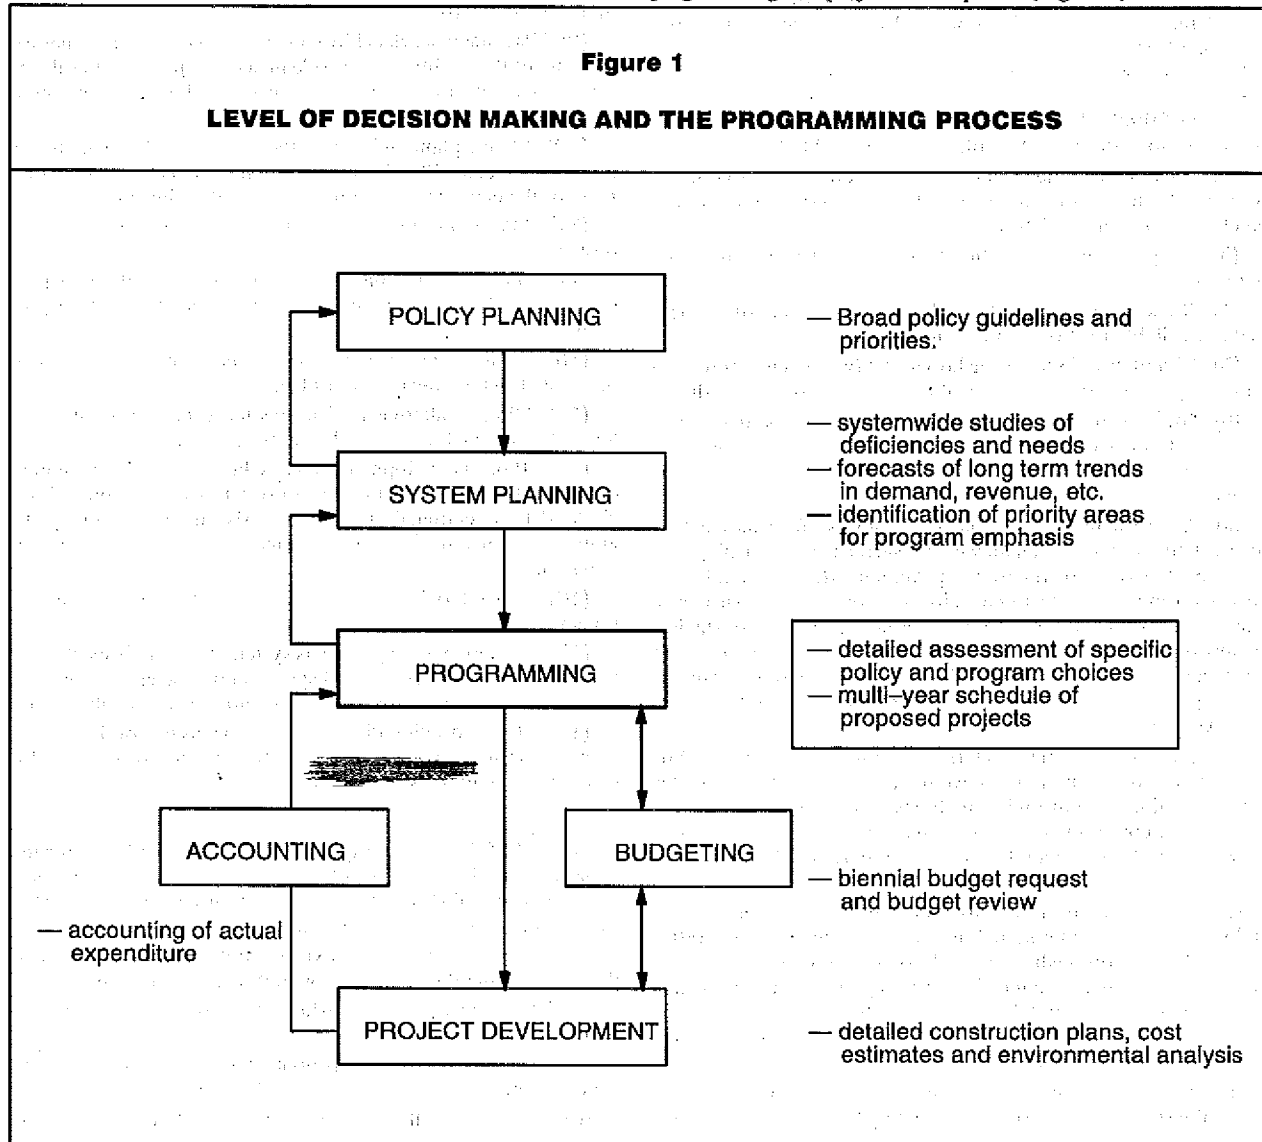 Figure 1
LEVEL OF DECISION MAKING AND THE PROGRAMMING PROCESS
POLICY PLANNING
— Broad policy guidelines and
priorities.
SYSTEM PLANNING
— systemwide studies of
deficiencies and needs
— forecasts of long term trends
in demand, revenue, etc.
— identification of priority areas
for program emphasis
PROGRAMMING
— detailed assessment of specific
policy and program choices
— multi-year schedule of
proposed projects
ACCOUNTING
— accounting of actual
expenditure
BUDGETING
— biennial budget request
and budget review
PROJECT DEVELOPMENT
— detailed construction plans, cost
estimates and environmental analysis